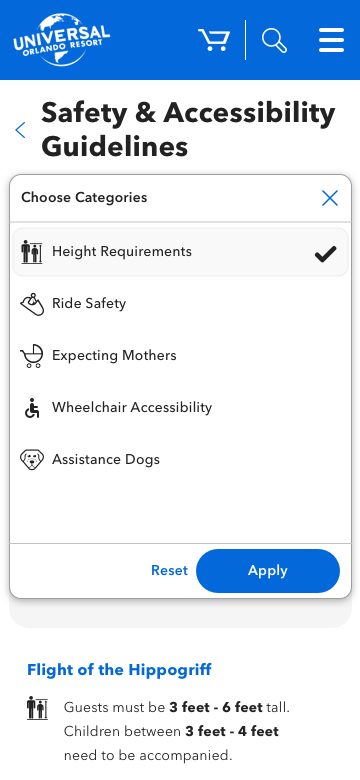 UNIVERSAL
ORLANDO RESORT
Safety & Accessibility
Guidelines
Choose Categories
Height Requirements
Ride Safety
Expecting Mothers
Wheelchair Accessibility
Assistance Dogs
Reset
Apply
Flight of the Hippogriff
Guests must be 3 feet - 6 feet tall.
Children between 3 feet - 4 feet
need to be accompanied.